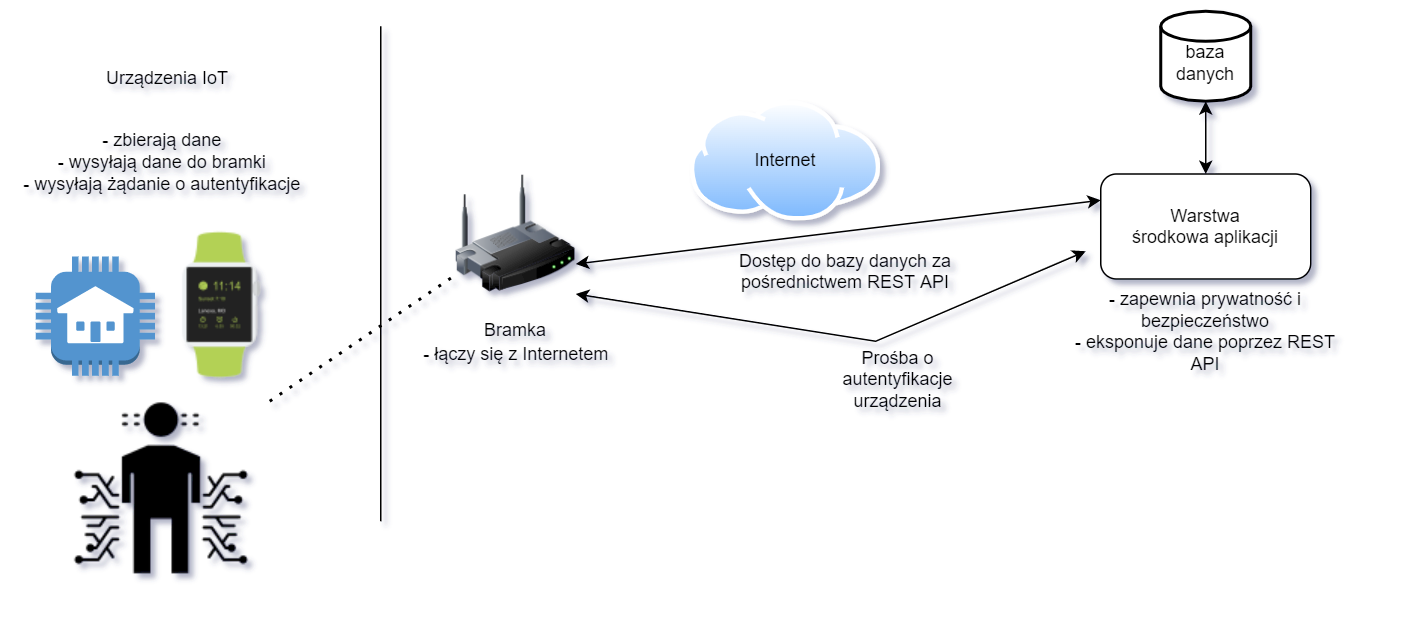 Urządzenia IoT
- zbierają dane
- wysyłają dane do bramki
- wysyłają żądanie o autentyfikacje
11:14
Bramka
- łączy się z Internetem
Internet
Dostęp do bazy danych za
pośrednictwem REST API
Prośba o
autentyfikacje
urządzenia
baza
danych
Warstwa
środkowa aplikacji
- zapewnia prywatność i
bezpieczeństwo
- eksponuje dane poprzez REST
API